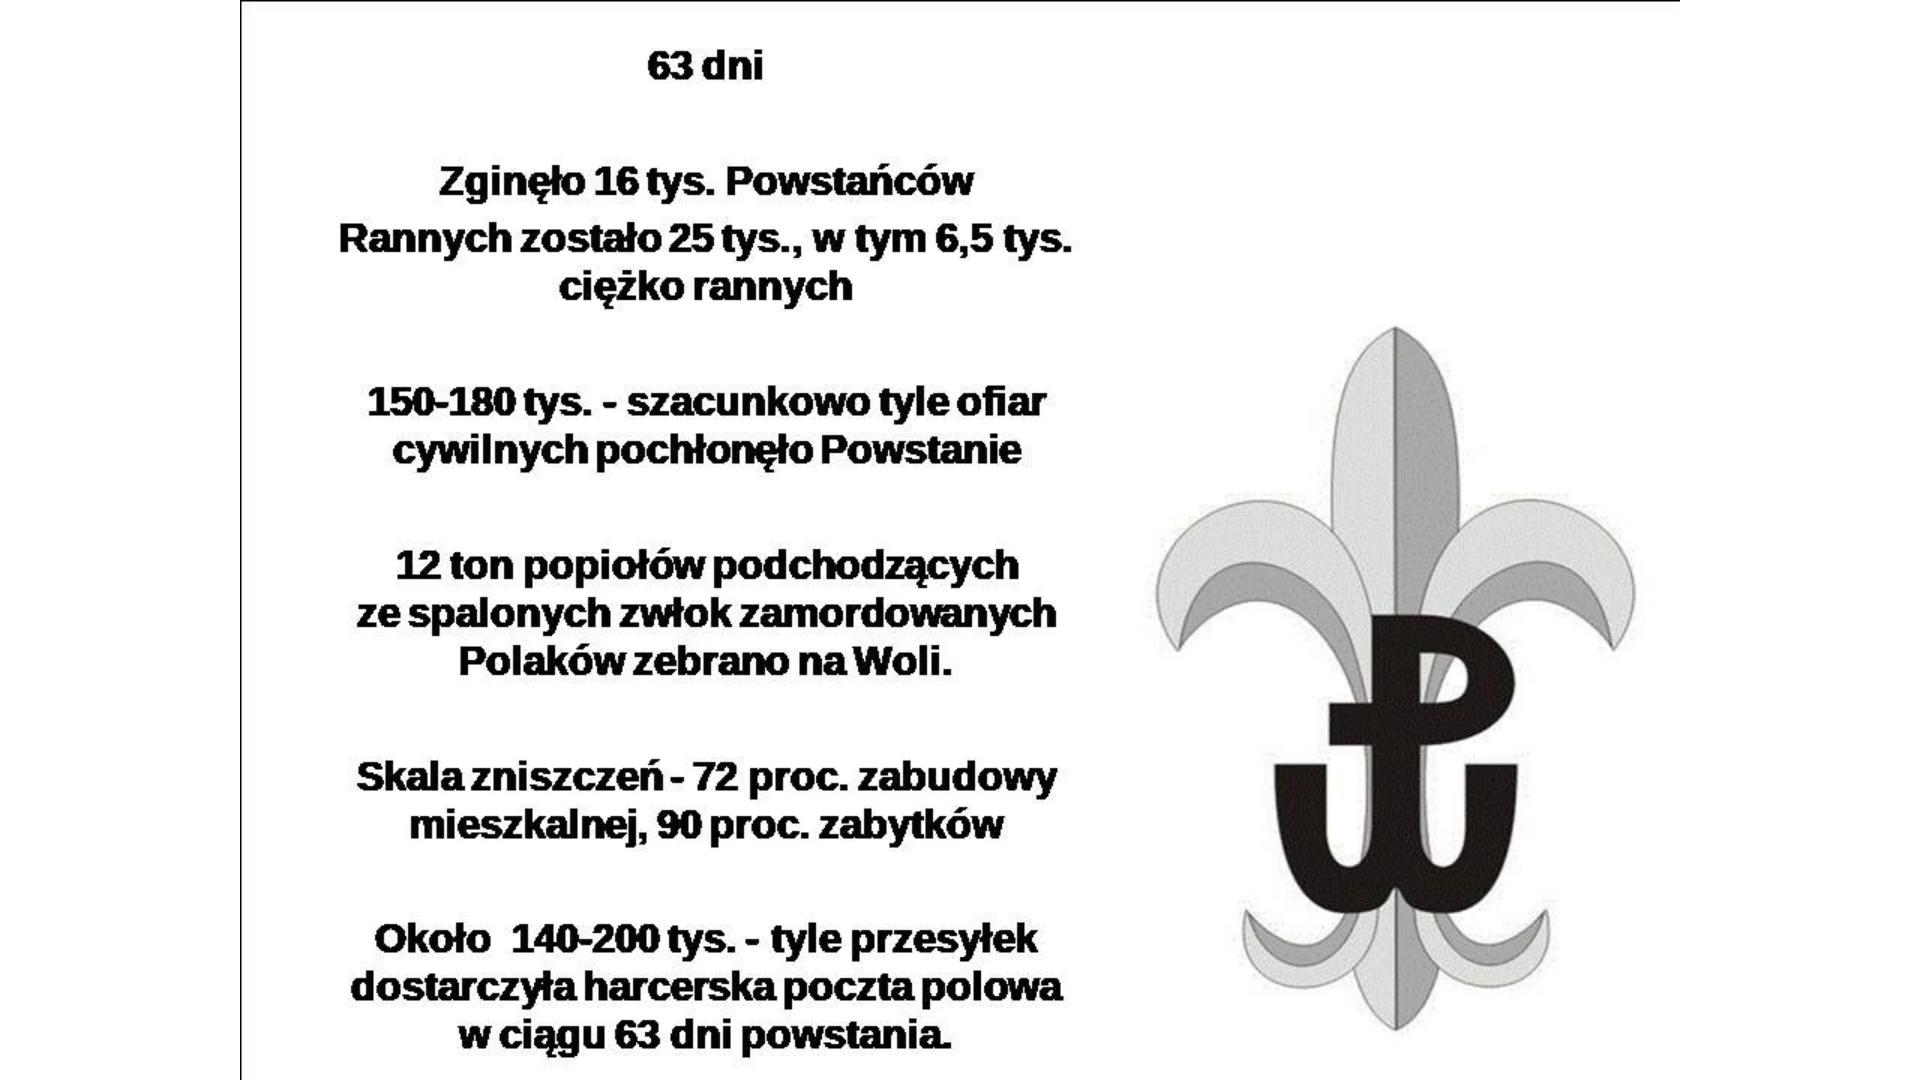 63 dni
Zginęło 16 tys. Powstańców
Rannych zostało 25 tys., w tym 6,5 tys.
ciężko rannych
150-180 tys. - szacunkowo tyle ofiar
cywilnych pochłonęło Powstanie
12 ton popiołów podchodzących
ze spalonych zwłok zamordowanych
Polaków zebrano na Woli.
Skala zniszczeń - 72 proc. zabudowy
mieszkalnej, 90 proc. zabytków
Około 140-200 tys. - tyle przesyłek
dostarczyła harcerska poczta polowa
w ciągu 63 dni powstania.
PW